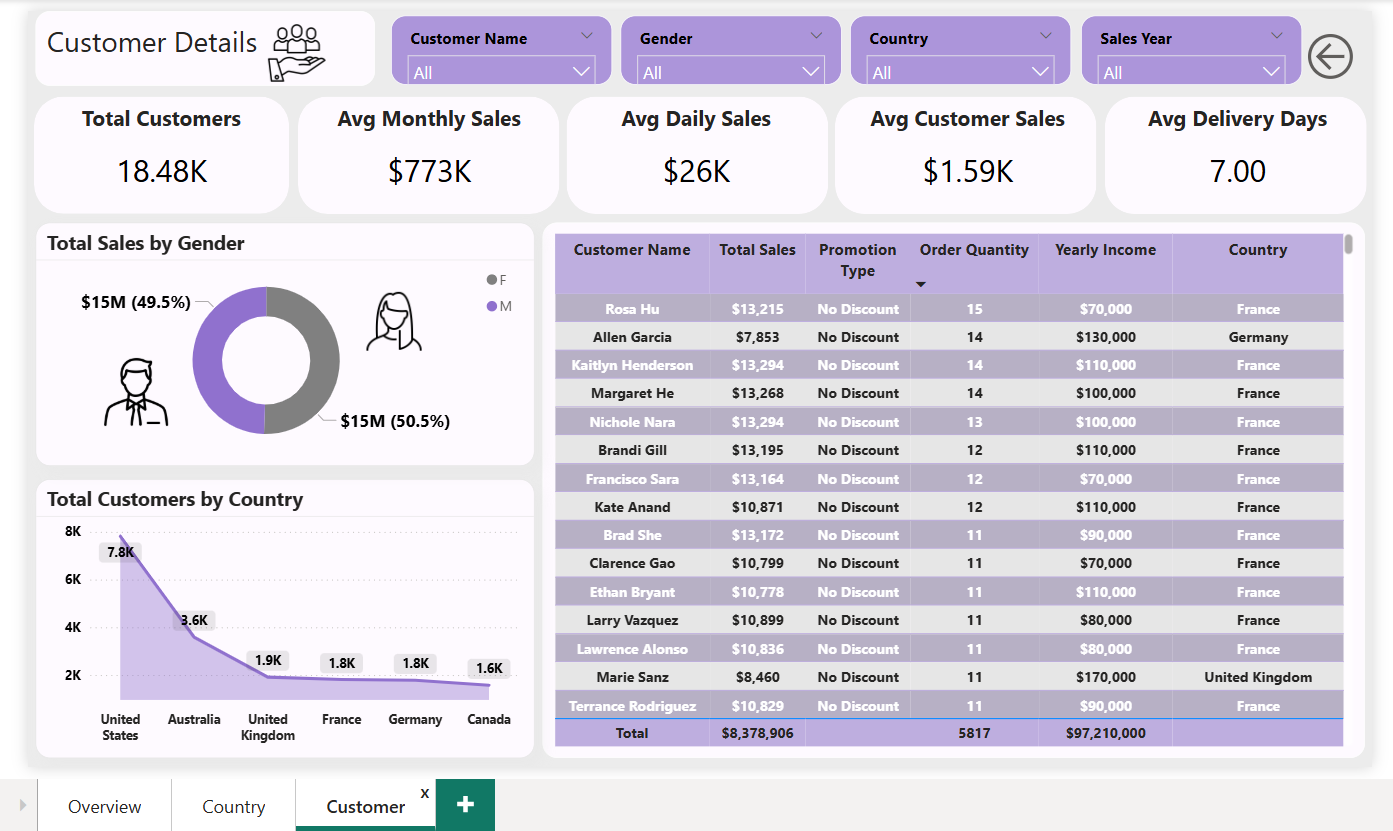 Customer Details
Customer Name
All
Gender
All
Country
All
Sales Year
All
Total Customers
18.48K
Avg Monthly Sales
$773K
Avg Daily Sales
$26K
Avg Customer Sales
$1.59K
Avg Delivery Days
7.00
Total Sales by Gender
F
M
$15M (49.5%)
$15M (50.5%)
Total Customers by Country
8K
6K
4K
2K
7.8K
3.6K
1.9K
1.8K
1.8K
1.6K
United States
Australia
United Kingdom
France
Germany
Canada
Customer Name Total Sales Promotion Type Order Quantity Yearly Income Country
Rosa Hu $13,215 No Discount 15 $70,000 France
Allen Garcia $7,853 No Discount 14 $130,000 Germany
Kaitlyn Henderson $13,294 No Discount 14 $110,000 France
Margaret He $13,268 No Discount 14 $100,000 France
Nichole Nara $13,294 No Discount 13 $100,000 France
Brandi Gill $13,195 No Discount 12 $110,000 France
Francisco Sara $13,164 No Discount 12 $70,000 France
Kate Anand $10,871 No Discount 12 $110,000 France
Brad She $13,172 No Discount 11 $90,000 France
Clarence Gao $10,799 No Discount 11 $70,000 France
Ethan Bryant $10,778 No Discount 11 $110,000 France
Larry Vazquez $10,899 No Discount 11 $80,000 France
Lawrence Alonso $10,836 No Discount 11 $80,000 France
Marie Sanz $8,460 No Discount 11 $170,000 United Kingdom
Terrance Rodriguez $10,829 No Discount 11 $90,000 France
Total $8,378,906 5817 $97,210,000
Overview
Country
Customer
x
+